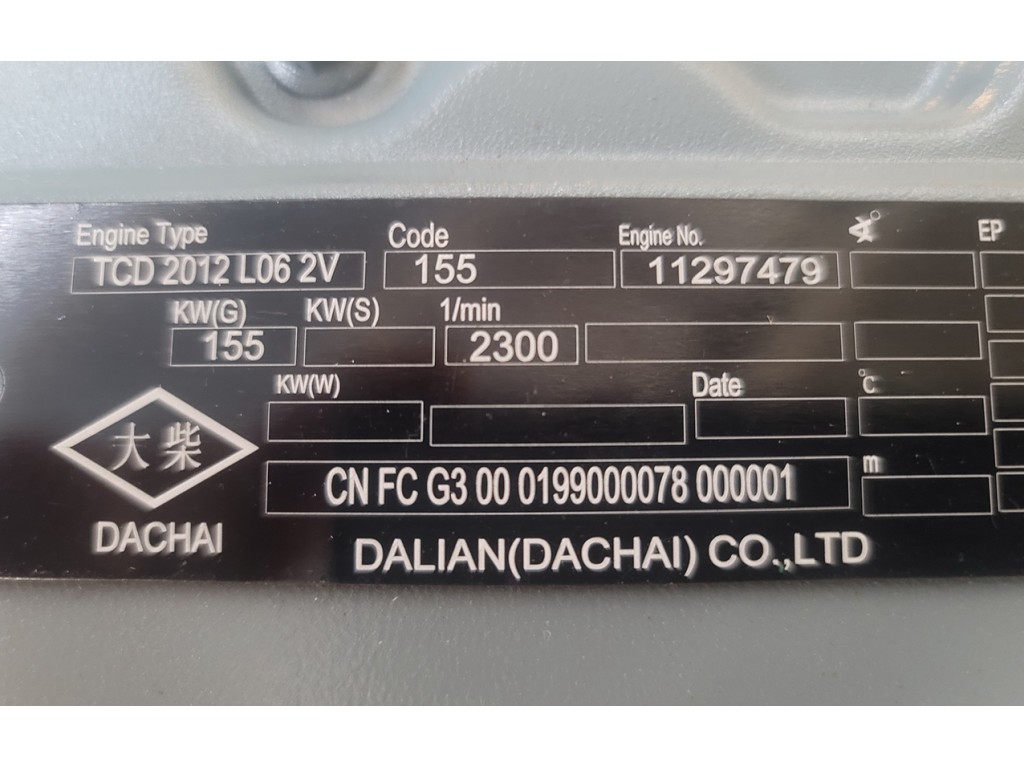 Engine Type Code Engine No. ∢° EP
TCD 2012 L06 2V 155 11297479
KW(G) KW(S) 1/min
155 2300
KW(W) Date °C
大柴
CN FC G3 00 0199000078 000001 m
DACHAI DALIAN(DACHAI) CO.,LTD